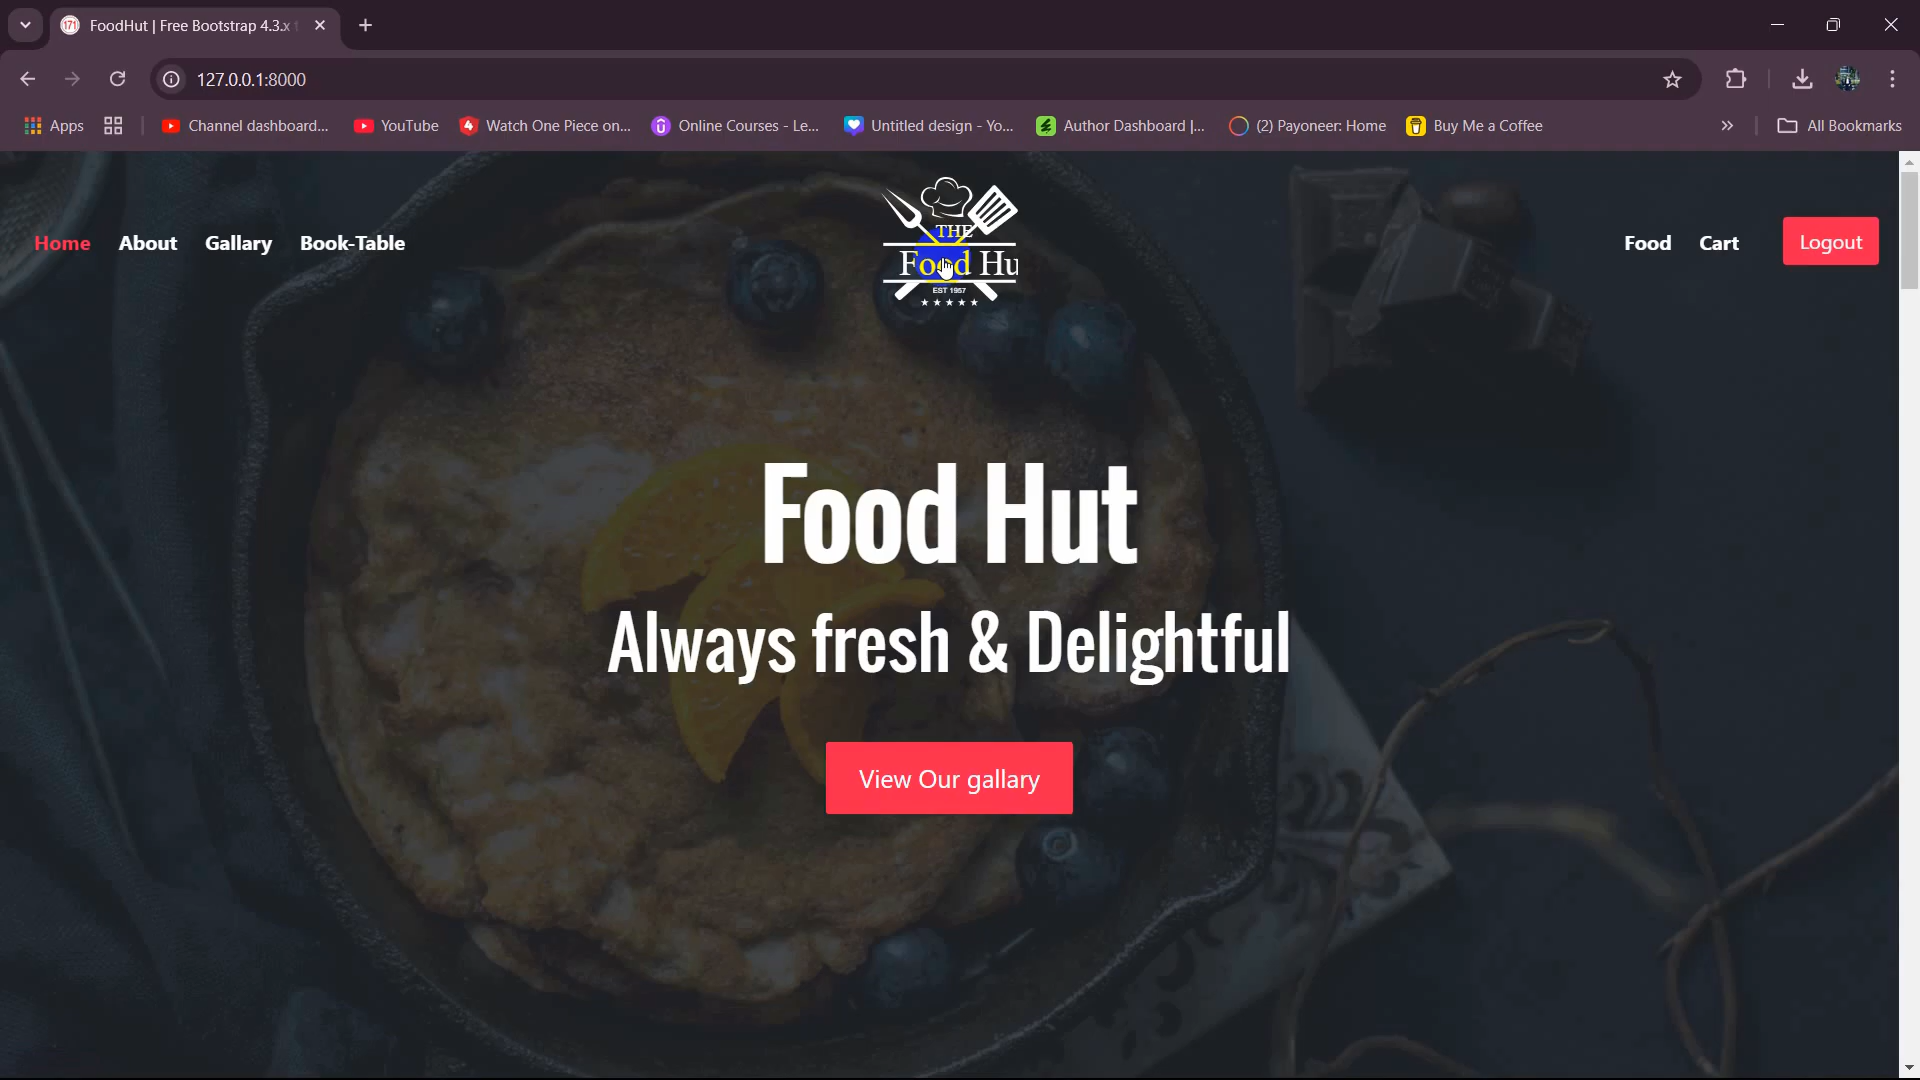 FoodHut | Free Bootstrap 4.3.x t
127.0.0.1:8000
Apps
Channel dashboard...
YouTube
Watch One Piece on...
Online Courses - Le...
Untitled design - Yo...
Author Dashboard |...
(2) Payoneer: Home
Buy Me a Coffee
All Bookmarks
Home
About
Gallary
Book-Table
THE
Food Hu
EST 1957
Food
Cart
Logout
Food Hut
Always fresh & Delightful
View Our gallary